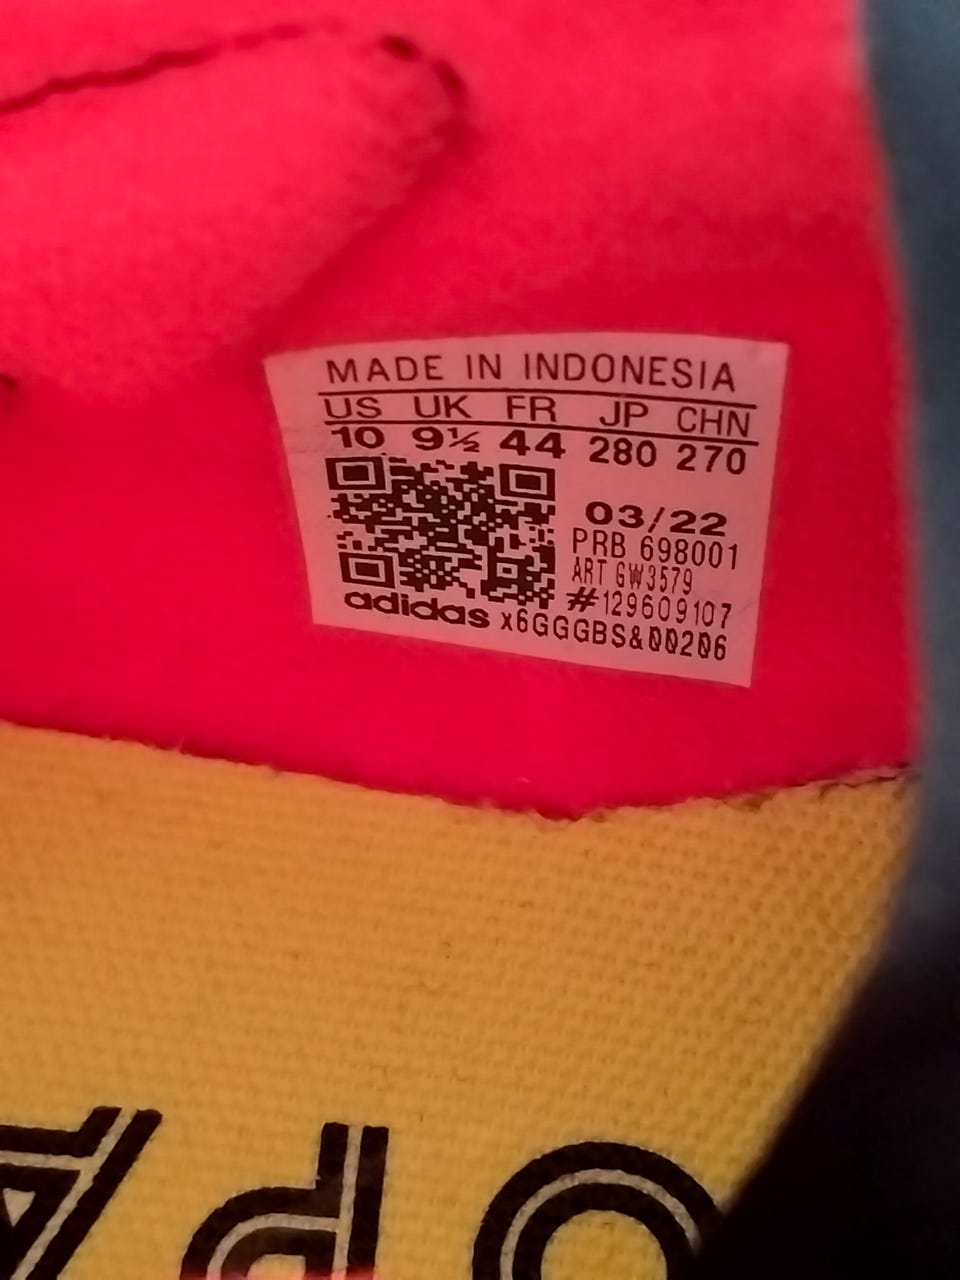 MADE IN INDONESIA
US UK FR JP CHN
10 9½ 44 280 270
03/22
PRB 698001
ART GW3579
#129609107
adidas x6GGGBS&00206